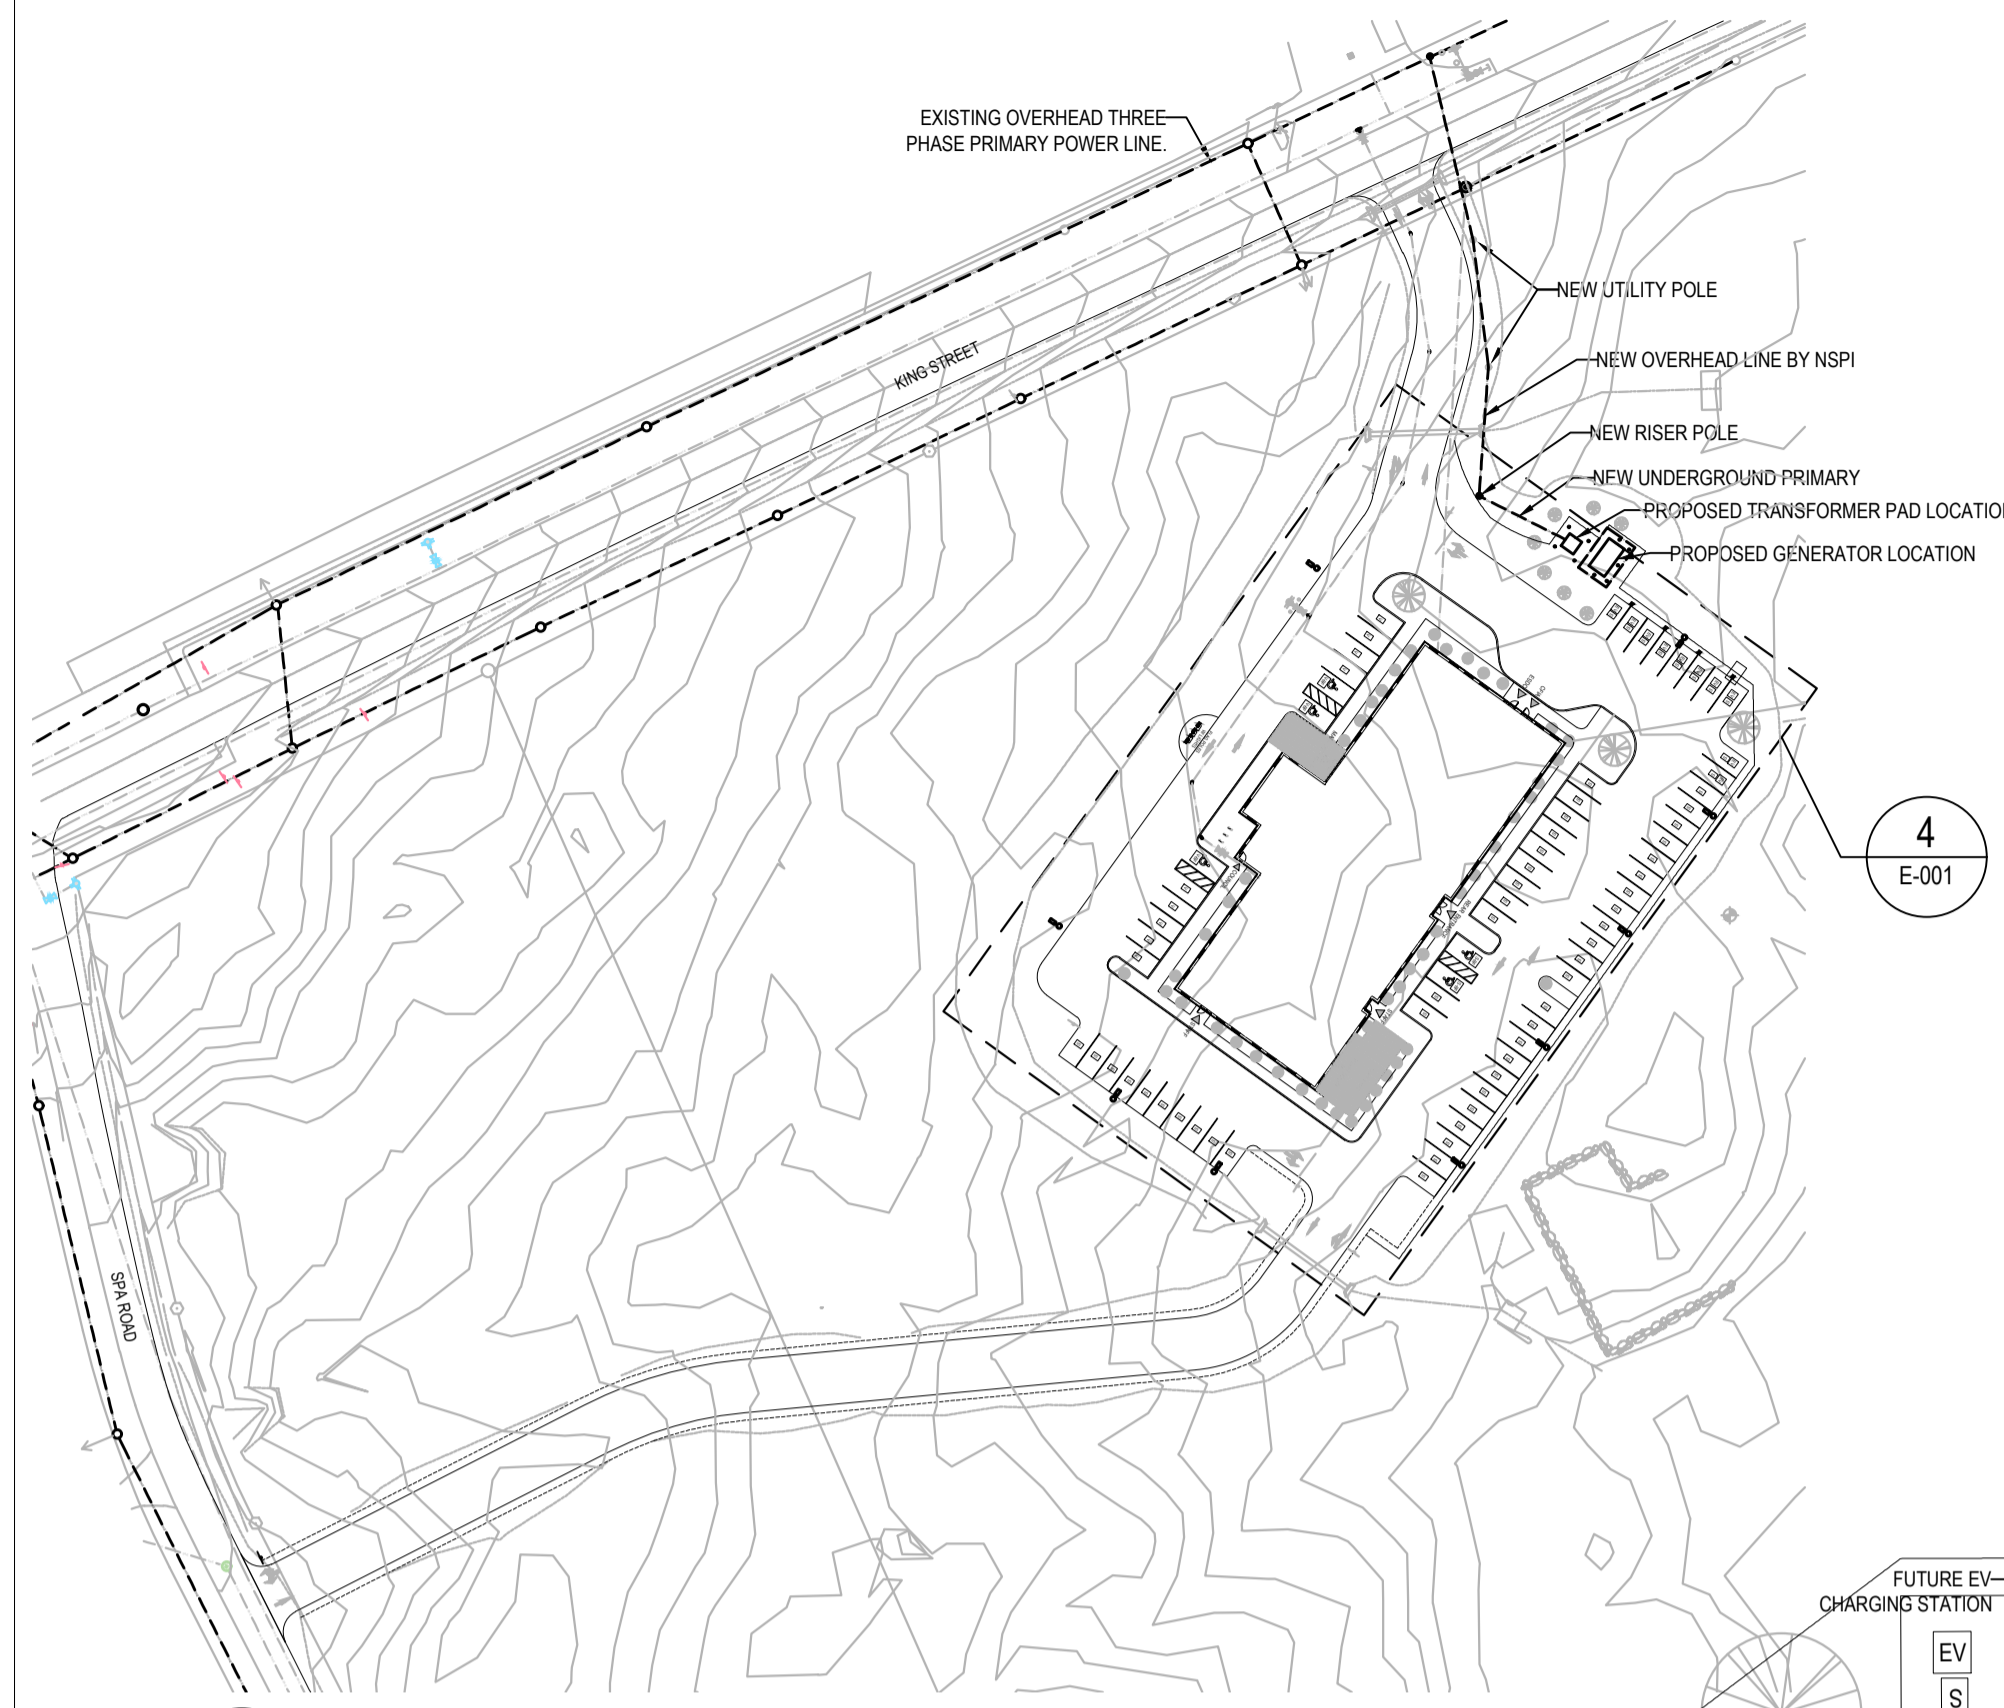 EXISTING OVERHEAD THREE
PHASE PRIMARY POWER LINE.
KING STREET
NEW UTILITY POLE
NEW OVERHEAD LINE BY NSPI
NEW RISER POLE
NEW UNDERGROUND PRIMARY
PROPOSED TRANSFORMER PAD LOCATION
PROPOSED GENERATOR LOCATION
4
E-001
SPA ROAD
FUTURE EV
CHARGING STATION
EV
S